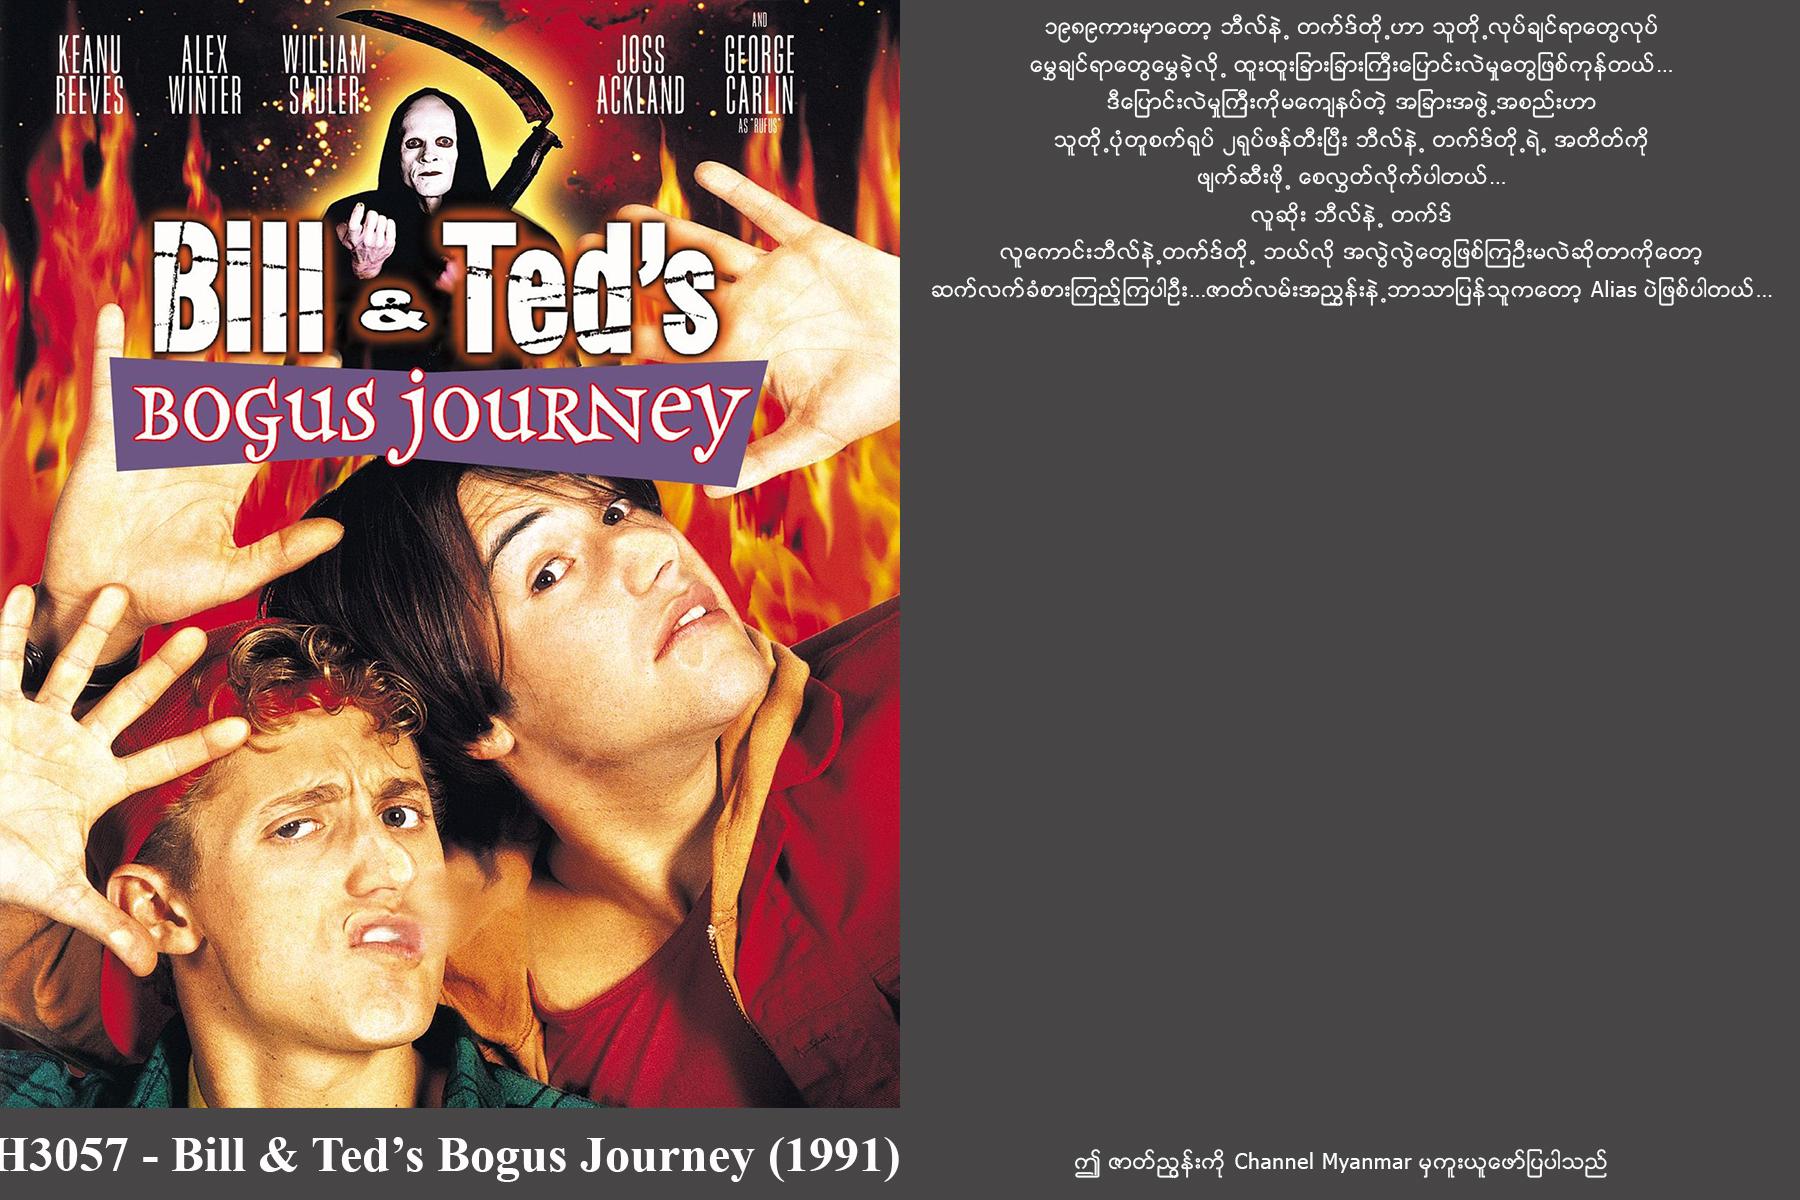 KEANU REEVES
ALEX WINTER
WILLIAM SADLER
JOSS ACKLAND
AND GEORGE CARLIN AS "RUFUS"
Bill & Ted's
BOGUS JOURNEY
H3057 - Bill & Ted’s Bogus Journey (1991)
၁၉၈၉ကားမှာတော့ ဘီလ်နဲ့ တက်ဒ်တို့ဟာ သူတို့လုပ်ချင်ရာတွေလုပ်
မွှေချင်ရာတွေမွှေခဲ့လို့ ထူးထူးခြားခြားကြီးပြောင်းလဲမှုတွေဖြစ်ကုန်တယ်...
ဒီပြောင်းလဲမှုကြီးကိုမကျေနပ်တဲ့ အခြားအဖွဲ့အစည်းဟာ
သူတို့ပုံတူစက်ရုပ် ၂ရုပ်ဖန်တီးပြီး ဘီလ်နဲ့ တက်ဒ်တို့ရဲ့ အတိတ်ကို
ဖျက်ဆီးဖို့ စေလွှတ်လိုက်ပါတယ်...
လူဆိုး ဘီလ်နဲ့ တက်ဒ်
လူကောင်းဘီလ်နဲ့တက်ဒ်တို့ ဘယ်လို အလွဲလွဲတွေဖြစ်ကြဦးမလဲဆိုတာကိုတော့
ဆက်လက်ခံစားကြည့်ကြပါဦး...ဇာတ်လမ်းအညွှန်းနဲ့ဘာသာပြန်သူကတော့ Alias ပဲဖြစ်ပါတယ်...
ဤ ဇာတ်ညွှန်းကို Channel Myanmar မှကူးယူဖော်ပြပါသည်